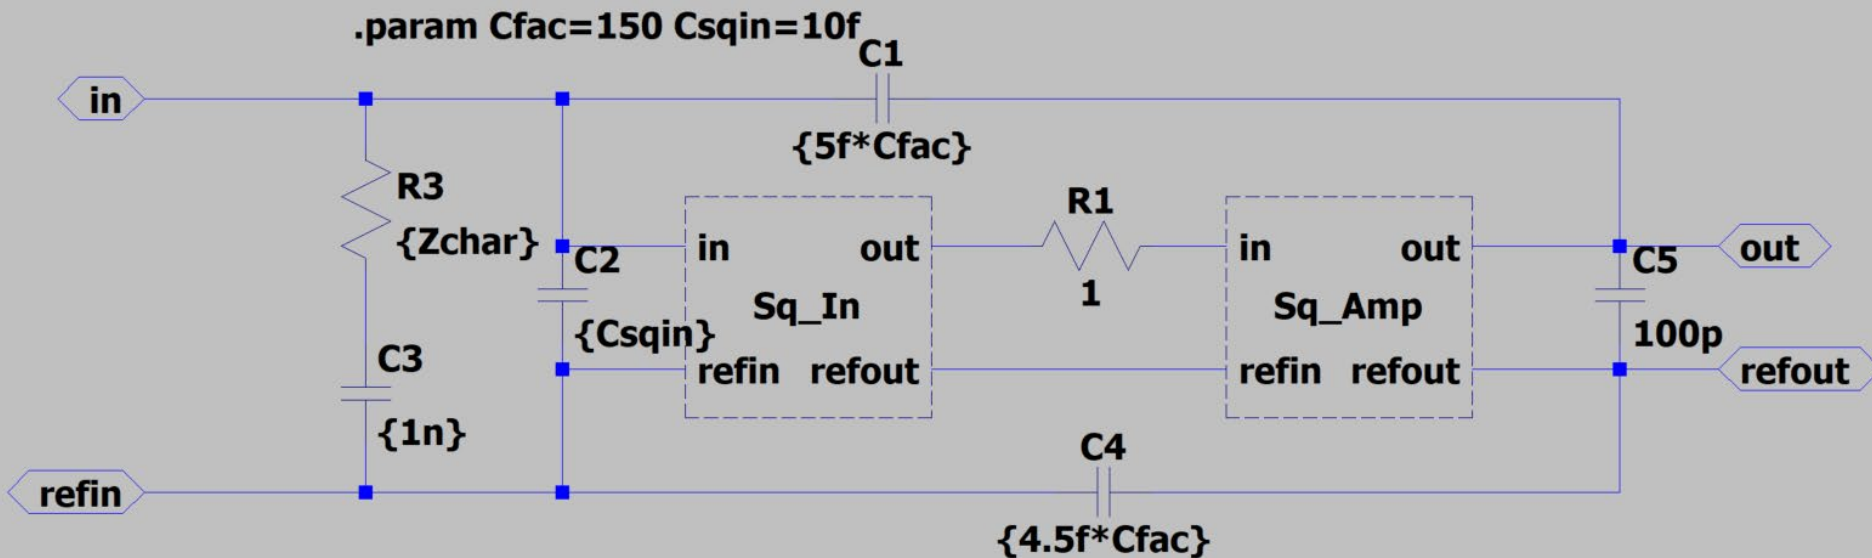 .param Cfac=150 Csqin=10f
C1
in
{5f*Cfac}
R3
{Zchar}
R1
in
out
in
out
out
C2
C5
1
Sq_In
Sq_Amp
{Csqin}
100p
C3
refin
refout
refin
refout
refout
{1n}
C4
refin
{4.5f*Cfac}